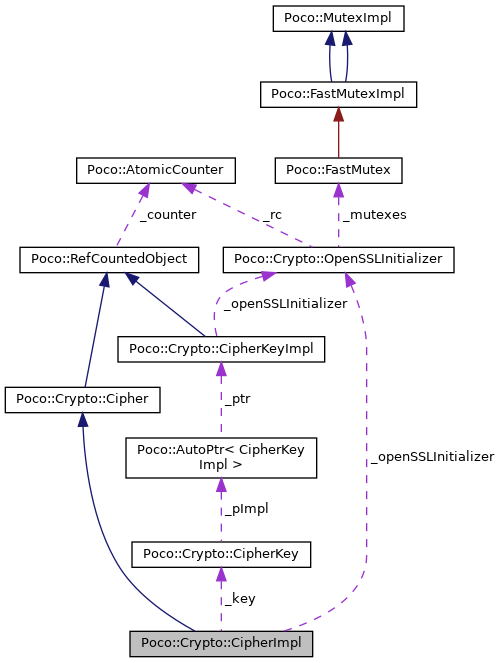 Poco::MutexImpl
Poco::FastMutexImpl
Poco::AtomicCounter
Poco::FastMutex
_counter
_rc
_mutexes
Poco::RefCountedObject
Poco::Crypto::OpenSSLInitializer
_openSSLInitializer
Poco::Crypto::CipherKeyImpl
Poco::Crypto::Cipher
_ptr
Poco::AutoPtr< CipherKey
Impl >
_openSSLInitializer
_pImpl
Poco::Crypto::CipherKey
_key
Poco::Crypto::CipherImpl